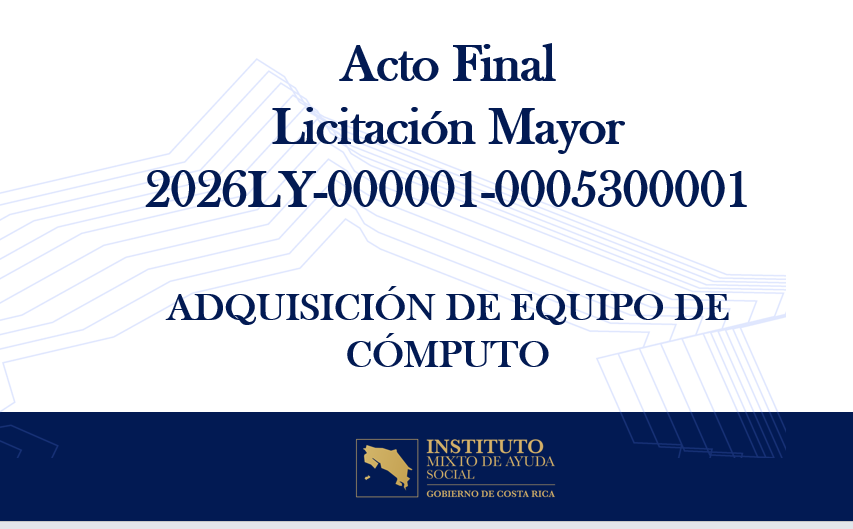 Acto Final
Licitación Mayor
2026LY-000001-0005300001
ADQUISICIÓN DE EQUIPO DE
CÓMPUTO
INSTITUTO
MIXTO DE AYUDA
SOCIAL
GOBIERNO DE COSTA RICA